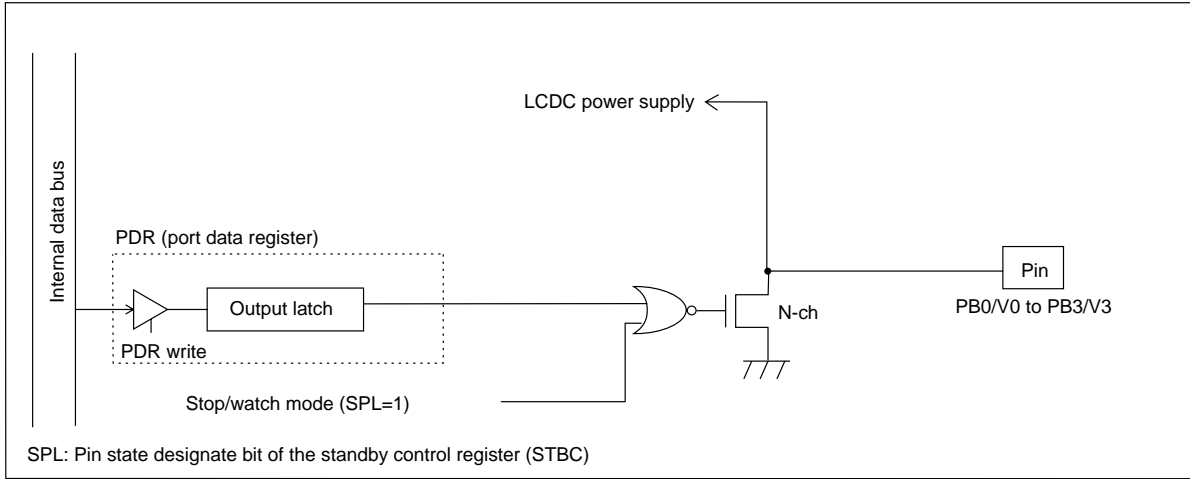 LCDC power supply
Internal data bus
PDR (port data register)
Output latch
PDR write
N-ch
Pin
PB0/V0 to PB3/V3
Stop/watch mode (SPL=1)
SPL: Pin state designate bit of the standby control register (STBC)